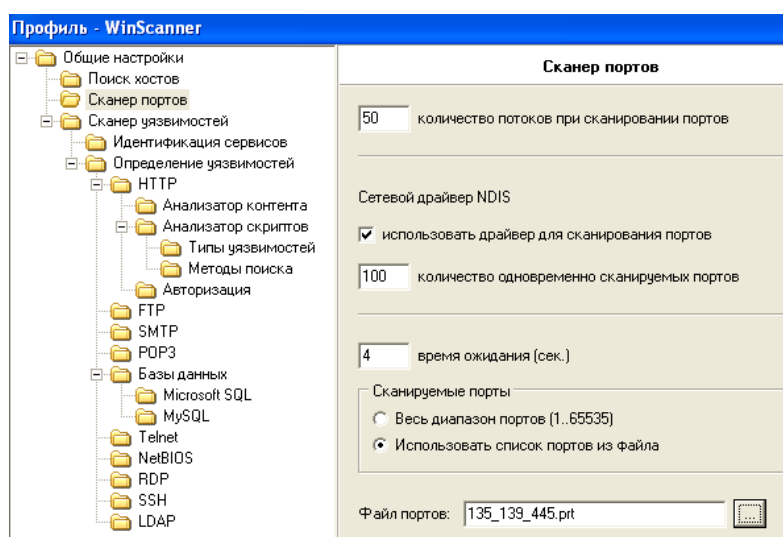 Профиль - WinScanner
Общие настройки
Поиск хостов
Сканер портов
Сканер уязвимостей
Идентификация сервисов
Определение уязвимостей
HTTP
Анализатор контента
Анализатор скриптов
Типы уязвимостей
Методы поиска
Авторизация
FTP
SMTP
POP3
Базы данных
Microsoft SQL
MySQL
Telnet
NetBIOS
RDP
SSH
LDAP
Сканер портов
50 количество потоков при сканировании портов
Сетевой драйвер NDIS
использовать драйвер для сканирования портов
100 количество одновременно сканируемых портов
4 время ожидания (сек.)
Сканируемые порты
Весь диапазон портов (1..65535)
Использовать список портов из файла
Файл портов: 135_139_445.prt ...